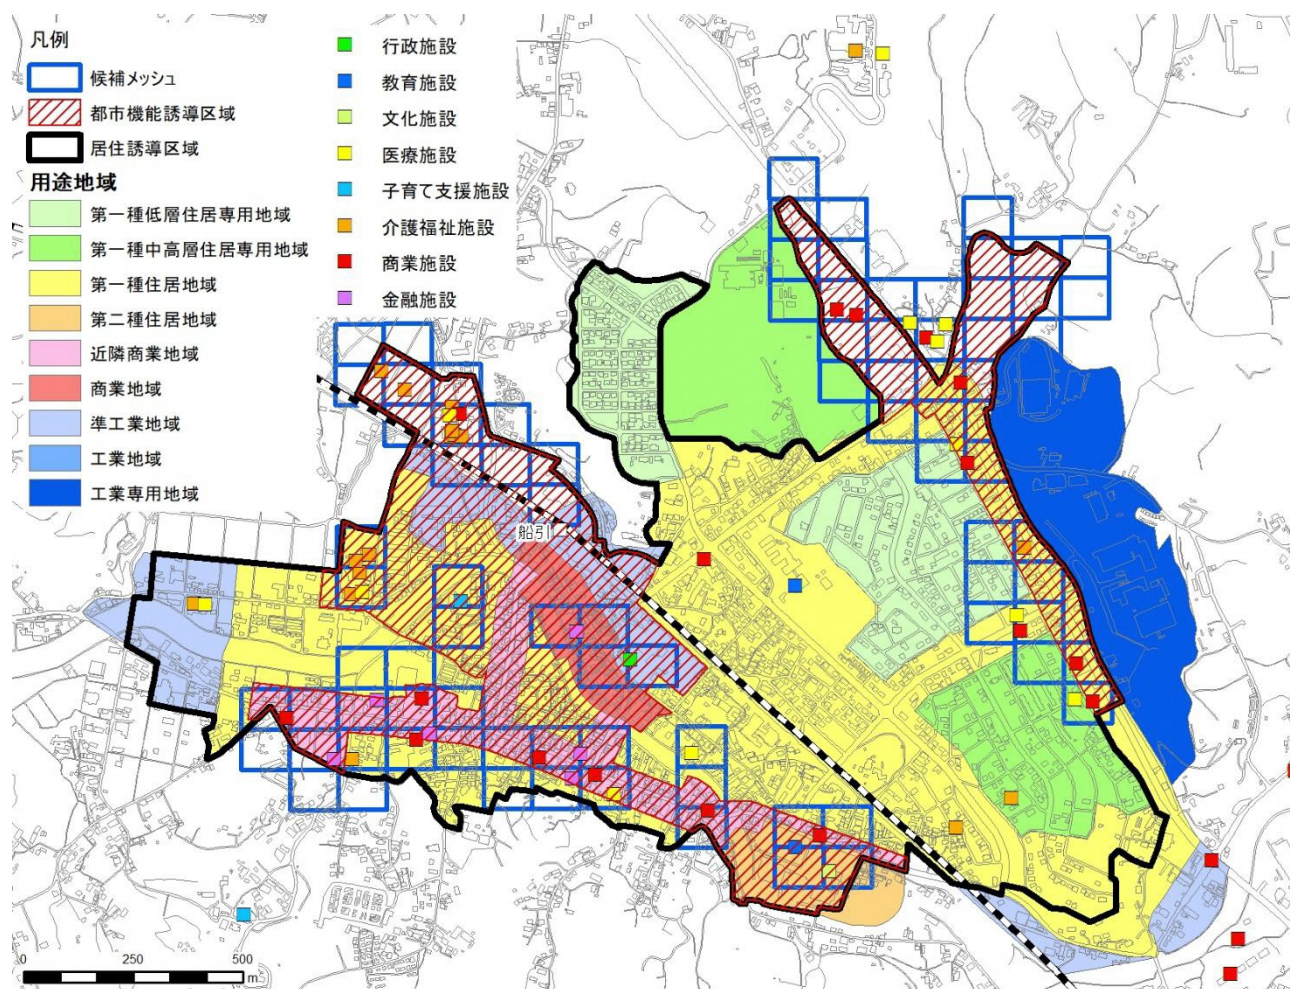 凡例
候補メッシュ
都市機能誘導区域
居住誘導区域
用途地域
第一種低層住居専用地域
第一種中高層住居専用地域
第一種住居地域
第二種住居地域
近隣商業地域
商業地域
準工業地域
工業地域
工業専用地域
行政施設
教育施設
文化施設
医療施設
子育て支援施設
介護福祉施設
商業施設
金融施設
船引
0 250 500
m